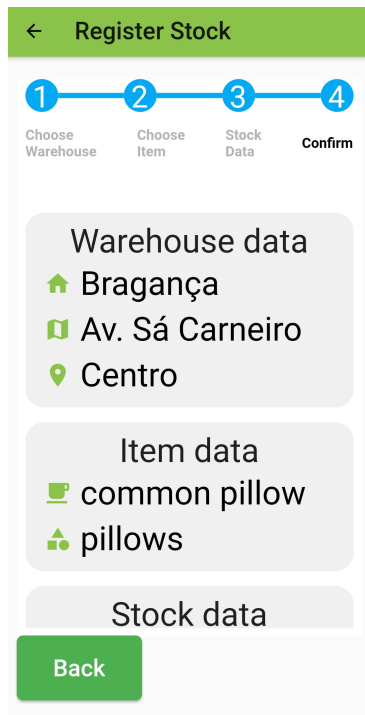 Register Stock
1 2 3 4
Choose Warehouse
Choose Item
Stock Data
Confirm
Warehouse data
Bragança
Av. Sá Carneiro
Centro
Item data
common pillow
pillows
Stock data
Back